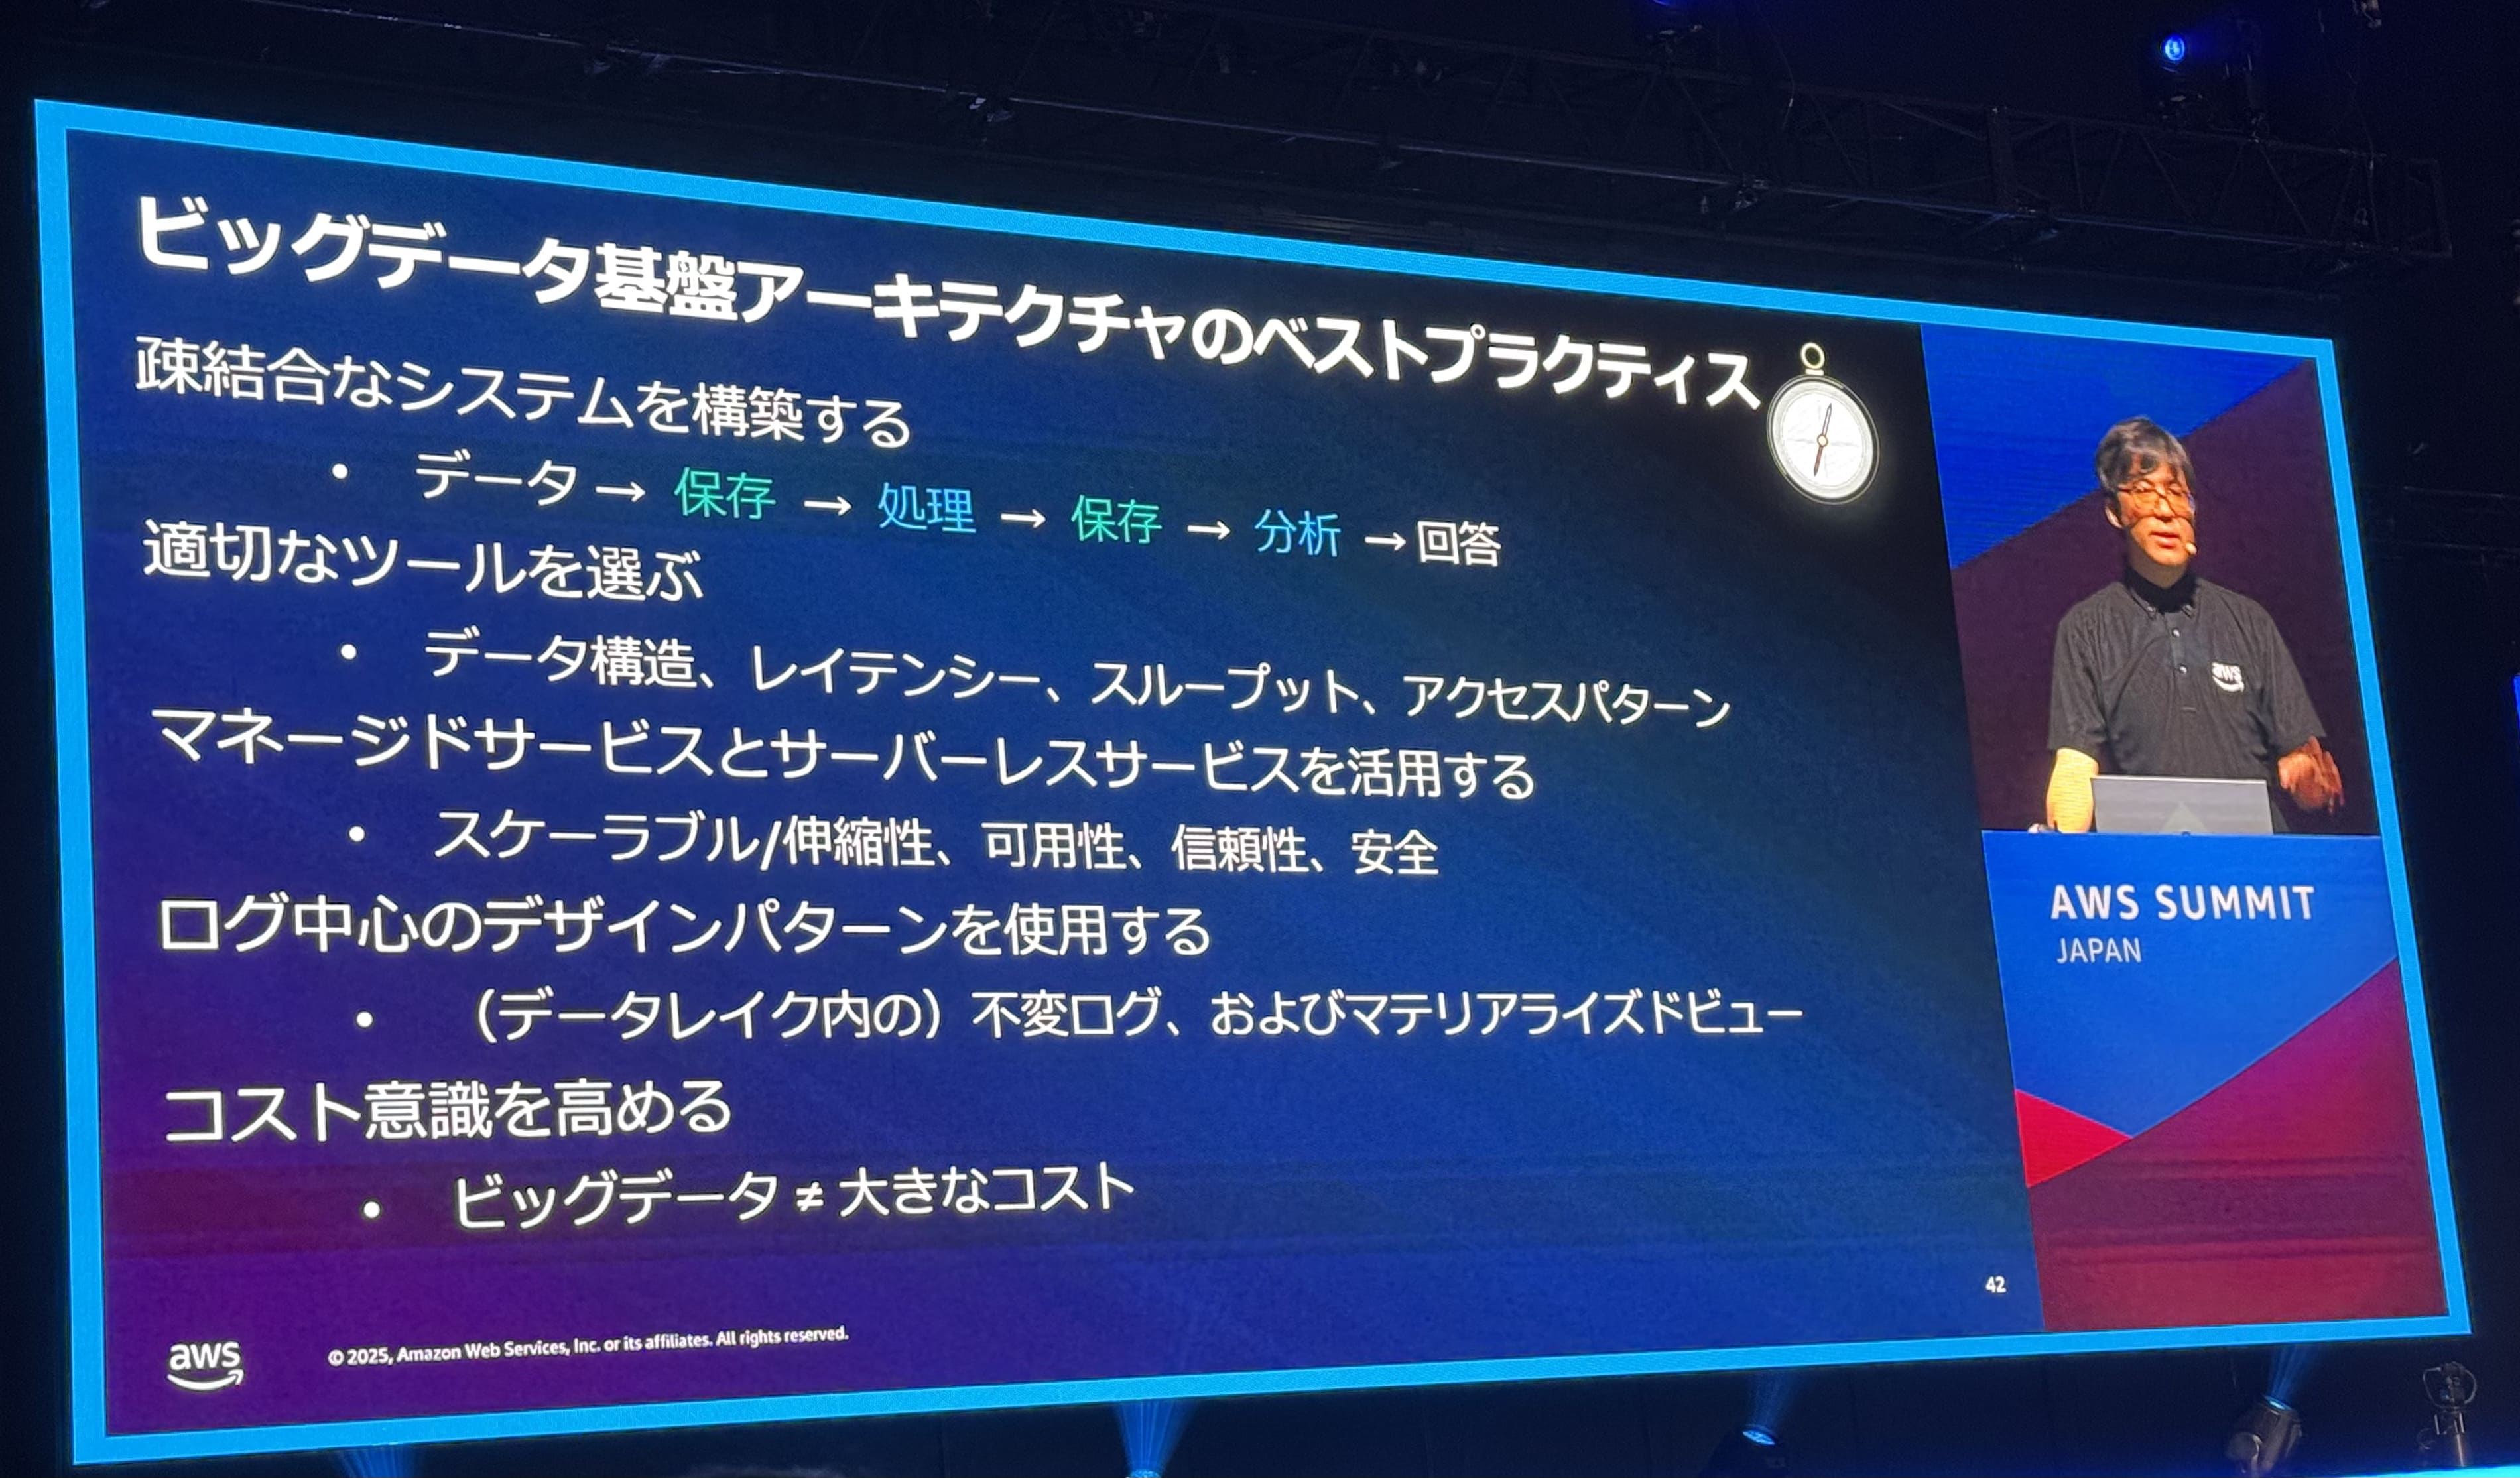 ビッグデータ基盤アーキテクチャのベストプラクティス
疎結合なシステムを構築する
• データ → 保存 → 処理 → 保存 → 分析 → 回答
適切なツールを選ぶ
• データ構造、レイテンシー、スループット、アクセスパターン
マネージドサービスとサーバーレスサービスを活用する
• スケーラブル/伸縮性、可用性、信頼性、安全
ログ中心のデザインパターンを使用する
• （データレイク内の）不変ログ、およびマテリアライズドビュー
コスト意識を高める
• ビッグデータ ≠ 大きなコスト
42
aws
© 2025, Amazon Web Services, Inc. or its affiliates. All rights reserved.
aws
AWS SUMMIT
JAPAN